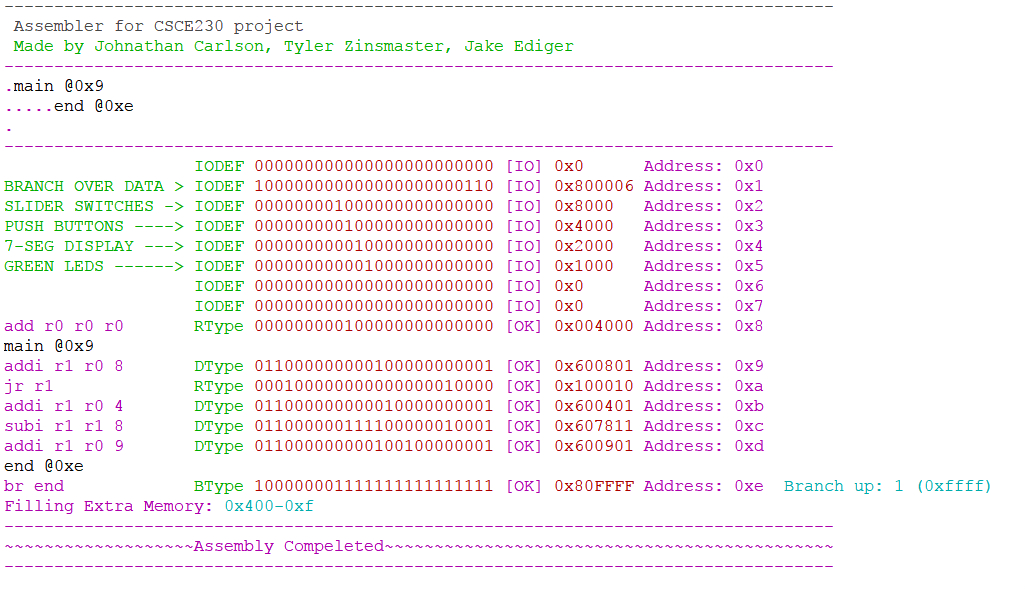 -----------------------------------------------------------------------------------
Assembler for CSCE230 project
Made by Johnathan Carlson, Tyler Zinsmaster, Jake Ediger
-----------------------------------------------------------------------------------
.main @0x9
.....end @0xe
.
-----------------------------------------------------------------------------------
IODEF 000000000000000000000000 [IO] 0x0 Address: 0x0
BRANCH OVER DATA > IODEF 100000000000000000000110 [IO] 0x800006 Address: 0x1
SLIDER SWITCHES -> IODEF 000000001000000000000000 [IO] 0x8000 Address: 0x2
PUSH BUTTONS ----> IODEF 000000000100000000000000 [IO] 0x4000 Address: 0x3
7-SEG DISPLAY ---> IODEF 000000000010000000000000 [IO] 0x2000 Address: 0x4
GREEN LEDS ------> IODEF 000000000001000000000000 [IO] 0x1000 Address: 0x5
IODEF 000000000000000000000000 [IO] 0x0 Address: 0x6
IODEF 000000000000000000000000 [IO] 0x0 Address: 0x7
add r0 r0 r0 RType 000000000100000000000000 [OK] 0x004000 Address: 0x8
main @0x9
addi r1 r0 8 DType 011000000000100000000001 [OK] 0x600801 Address: 0x9
jr r1 RType 000100000000000000010000 [OK] 0x100010 Address: 0xa
addi r1 r0 4 DType 011000000000010000000001 [OK] 0x600401 Address: 0xb
subi r1 r1 8 DType 011000000111100000010001 [OK] 0x607811 Address: 0xc
addi r1 r0 9 DType 011000000000100100000001 [OK] 0x600901 Address: 0xd
end @0xe
br end BType 100000001111111111111111 [OK] 0x80FFFF Address: 0xe Branch up: 1 (0xffff)
Filling Extra Memory: 0x400-0xf
-----------------------------------------------------------------------------------
~~~~~~~~~~~~~~~~~~~Assembly Compeleted~~~~~~~~~~~~~~~~~~~~~~~~~~~~~~~~~~~~~~~~~~~~~
-----------------------------------------------------------------------------------